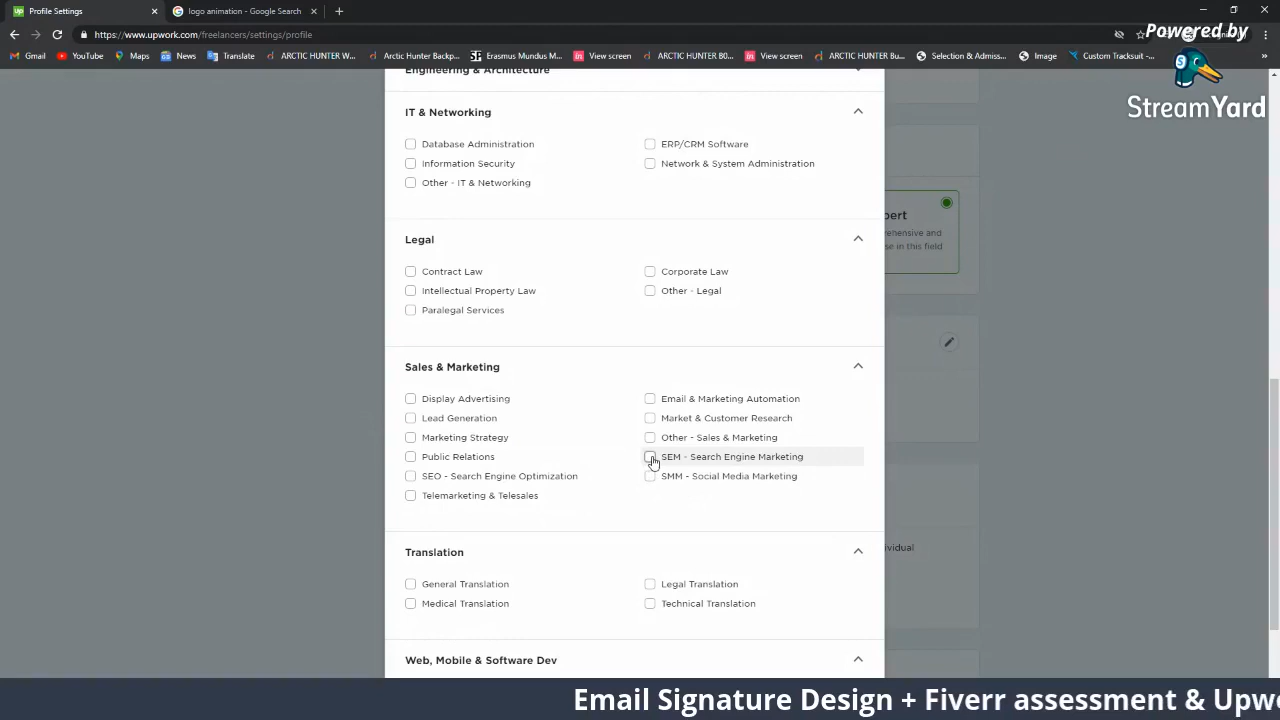 Profile Settings
logo animation - Google Search
https://www.upwork.com/freelancers/settings/profile
Gmail
YouTube
Maps
News
Translate
ARCTIC HUNTER W...
Arctic Hunter Backp...
Erasmus Mundus M...
View screen
ARCTIC HUNTER 80...
View screen
ARCTIC HUNTER Bu...
Selection & Admiss...
Image
Custom Tracksuit -...
Powered by
StreamYard
Engineering & Architecture
IT & Networking
Database Administration
ERP/CRM Software
Information Security
Network & System Administration
Other - IT & Networking
Legal
Contract Law
Corporate Law
Intellectual Property Law
Other - Legal
Paralegal Services
Sales & Marketing
Display Advertising
Email & Marketing Automation
Lead Generation
Market & Customer Research
Marketing Strategy
Other - Sales & Marketing
Public Relations
SEM - Search Engine Marketing
SEO - Search Engine Optimization
SMM - Social Media Marketing
Telemarketing & Telesales
Translation
General Translation
Legal Translation
Medical Translation
Technical Translation
Web, Mobile & Software Dev
pert
rehensive and
se in this field
ividual
Email Signature Design + Fiverr assessment & Upw